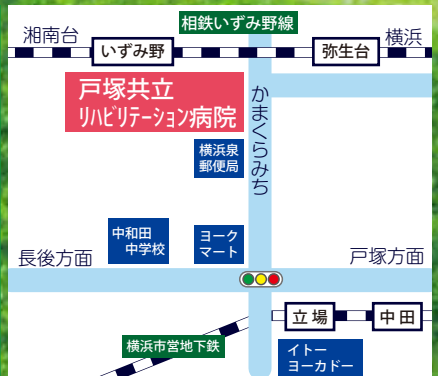 相鉄いずみ野線
湘南台
いずみ野
弥生台
横浜
戸塚共立
リハビリテーション病院
かまくらみち
横浜泉
郵便局
中和田
中学校
ヨーク
マート
長後方面
戸塚方面
立場
中田
横浜市営地下鉄
イトー
ヨーカドー